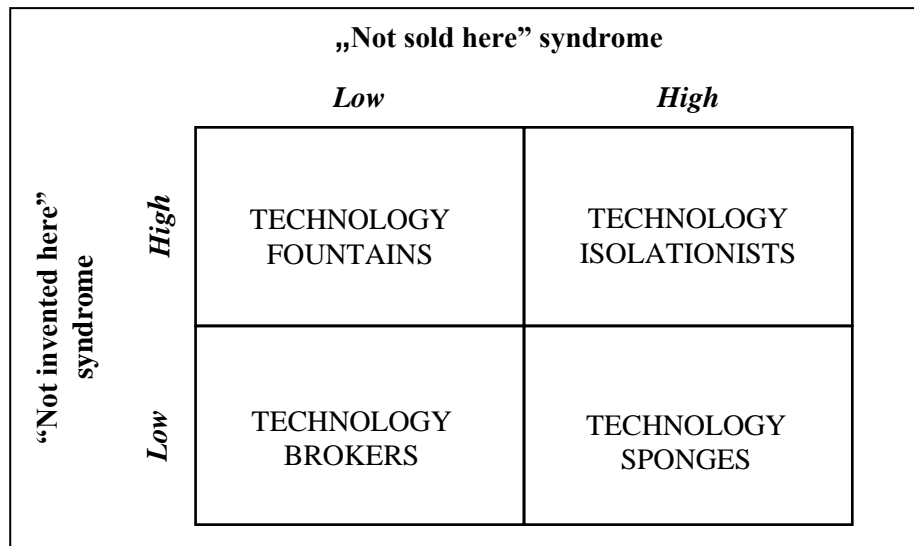 „Not sold here” syndrome
Low High
“Not invented here”
syndrome
High
TECHNOLOGY
FOUNTAINS
TECHNOLOGY
ISOLATIONISTS
Low
TECHNOLOGY
BROKERS
TECHNOLOGY
SPONGES